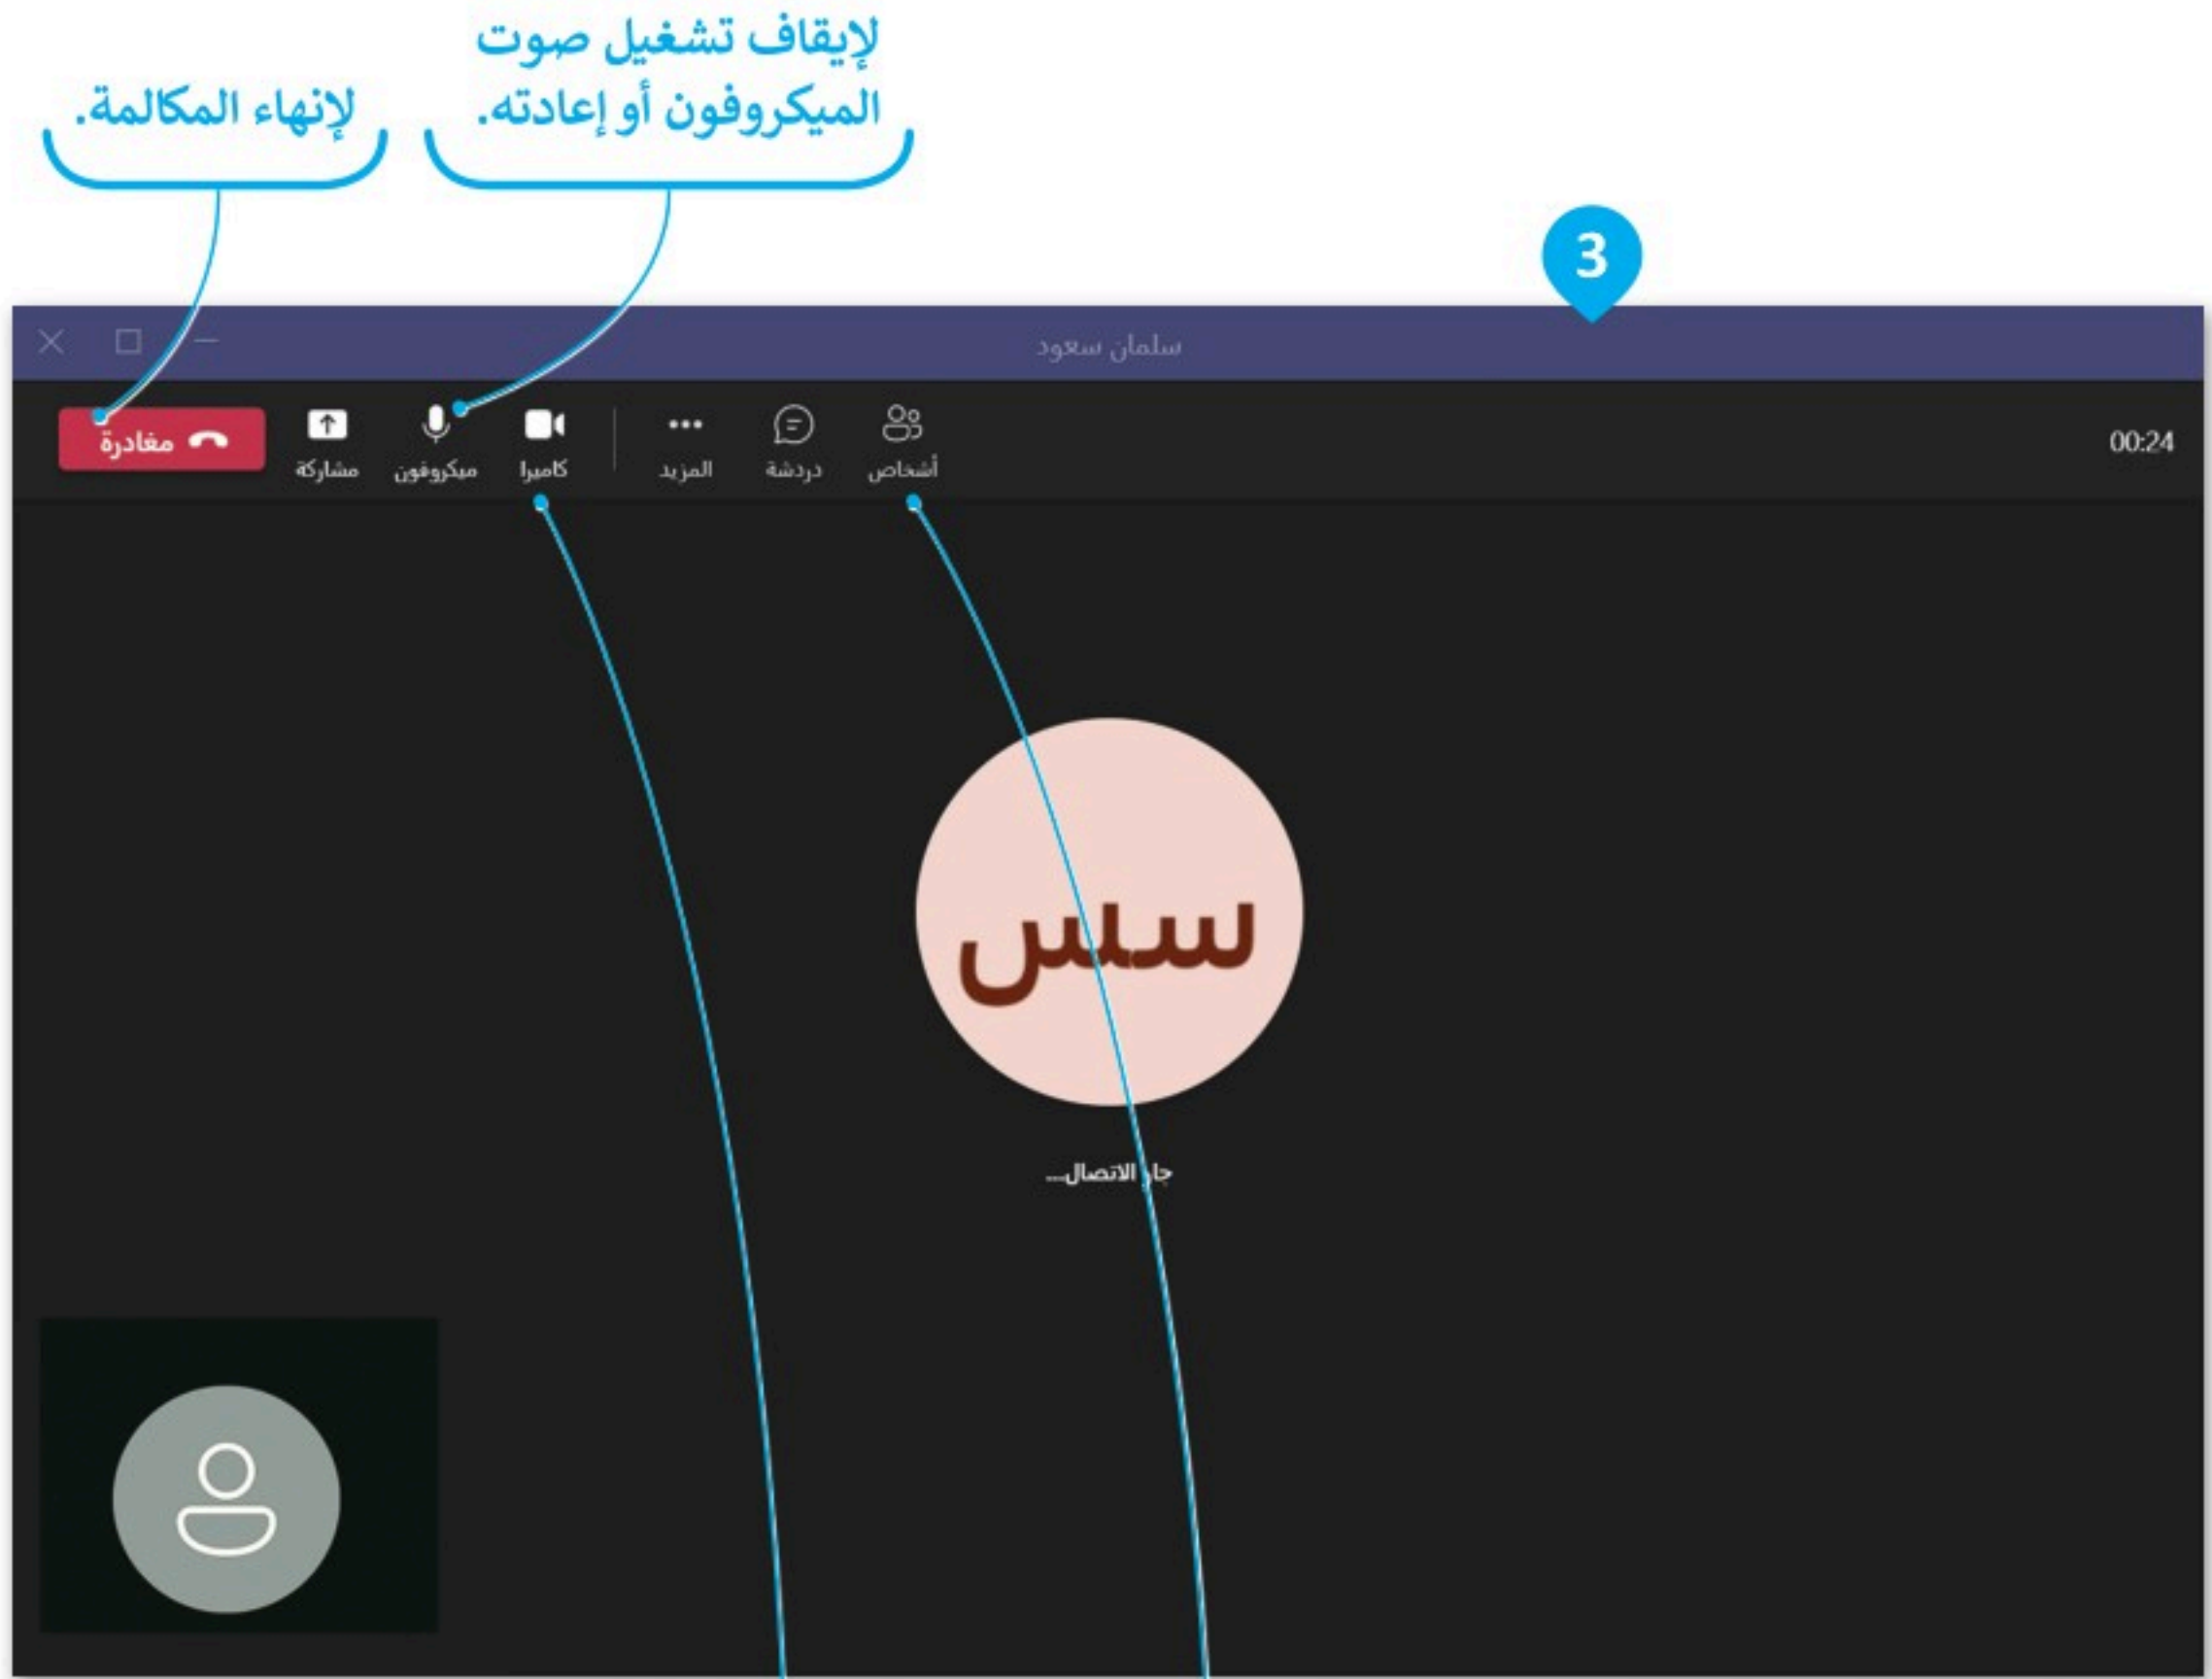 لإيقاف تشغيل صوت
الميكروفون أو إعادته.
لإنهاء المكالمة.
3
سلمان سعود
00:24
أشخاص
دردشة
المزيد
كاميرا
ميكروفون
مشاركة
مغادرة
سس
جارٍ الاتصال...